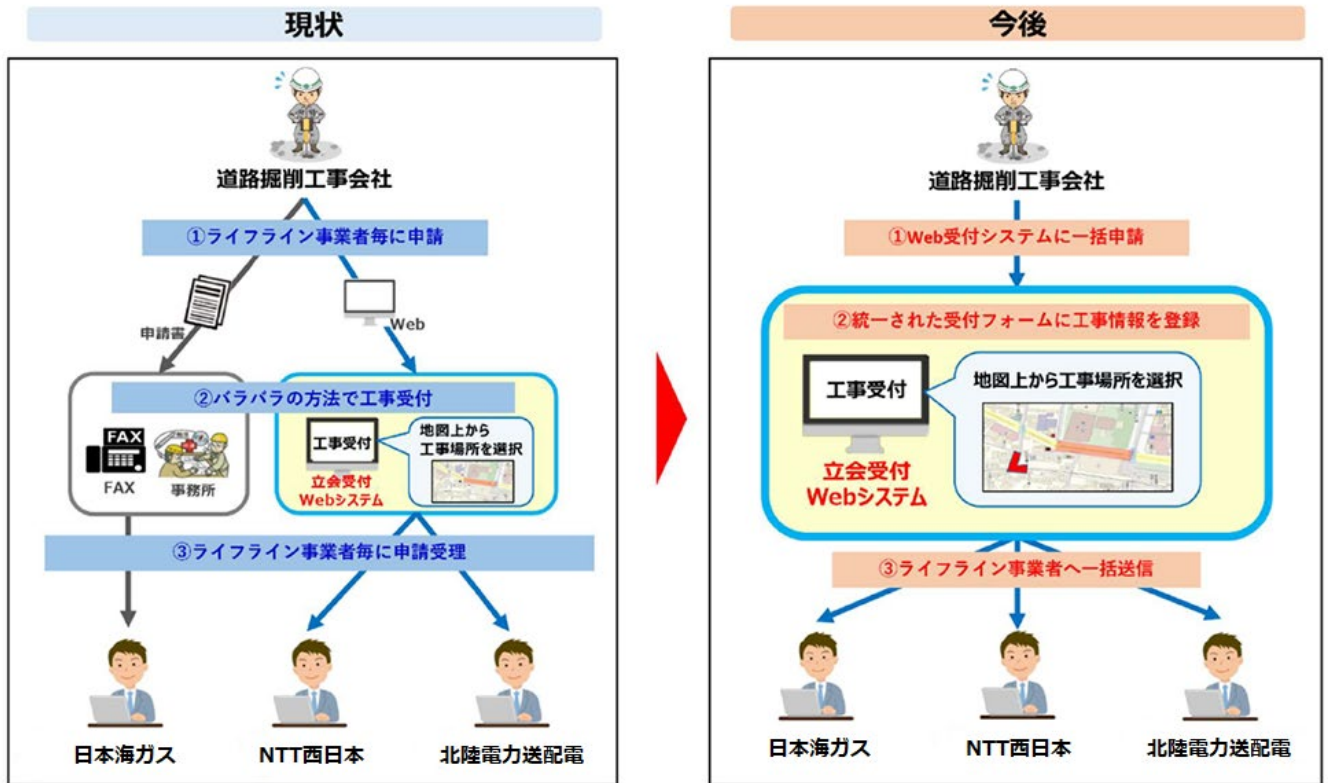 現状
道路掘削工事会社
①ライフライン事業者毎に申請
申請書
Web
②バラバラの方法で工事受付
FAX
FAX
事務所
工事受付
立会受付
Webシステム
地図上から
工事場所を選択
③ライフライン事業者毎に申請受理
日本海ガス
NTT西日本
北陸電力送配電
今後
道路掘削工事会社
①Web受付システムに一括申請
②統一された受付フォームに工事情報を登録
工事受付
立会受付
Webシステム
地図上から工事場所を選択
③ライフライン事業者へ一括送信
日本海ガス
NTT西日本
北陸電力送配電